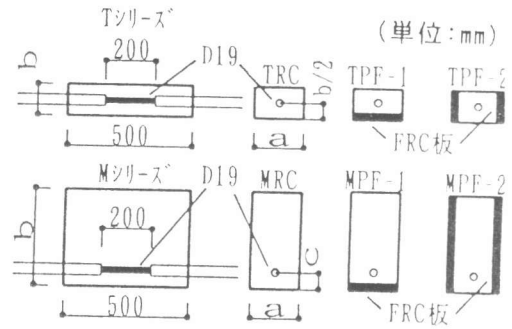 Tシリーズ
(単位:mm)
200
D19
TRC
TPF-1
TPF-2
b
b/2
500
a
FRC板
Mシリーズ
D19
MRC
MPF-1
MPF-2
200
b
c
500
a
FRC板